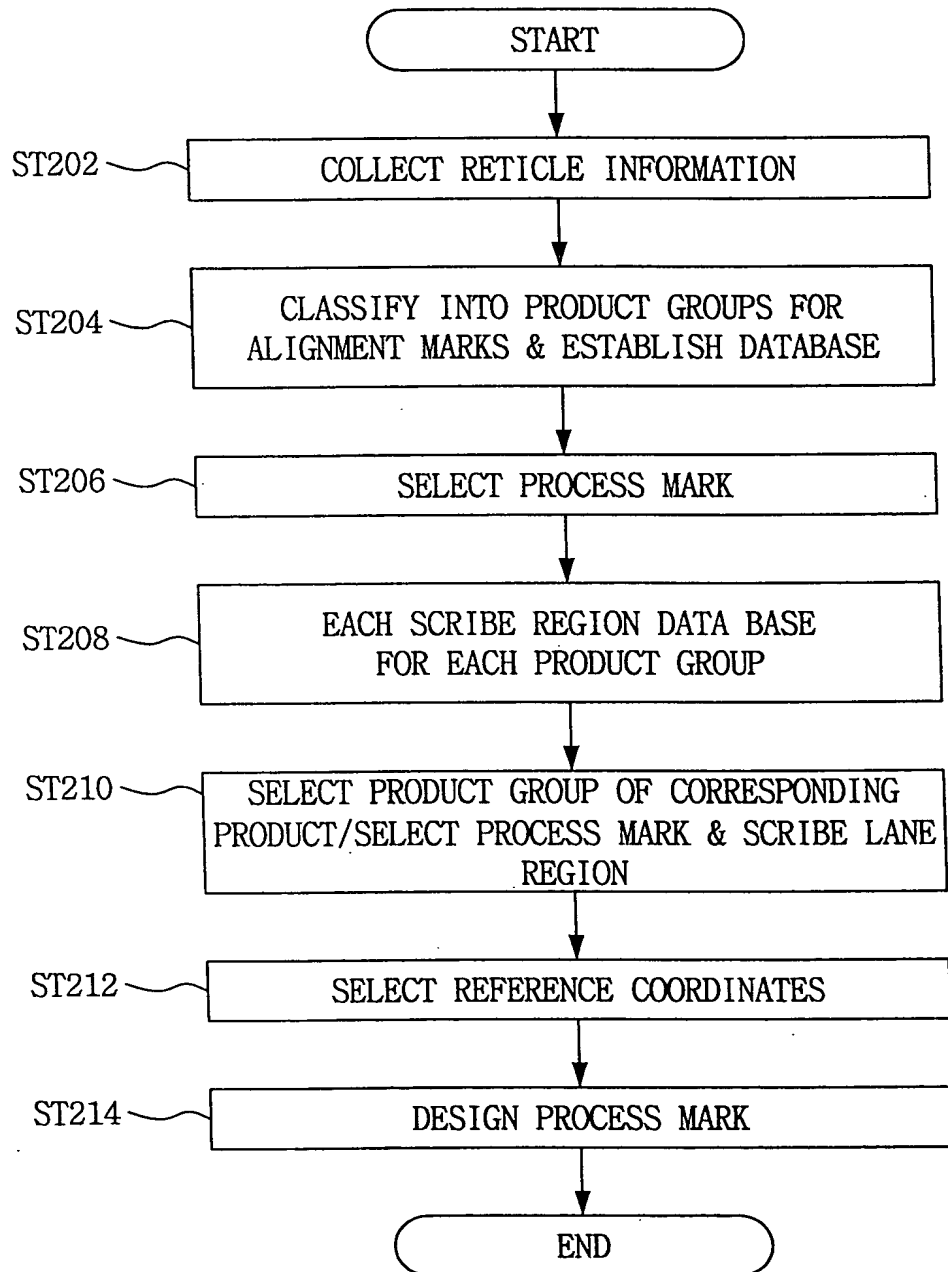 START
ST202
COLLECT RETICLE INFORMATION
ST204
CLASSIFY INTO PRODUCT GROUPS FOR
ALIGNMENT MARKS & ESTABLISH DATABASE
ST206
SELECT PROCESS MARK
ST208
EACH SCRIBE REGION DATA BASE
FOR EACH PRODUCT GROUP
ST210
SELECT PRODUCT GROUP OF CORRESPONDING
PRODUCT/SELECT PROCESS MARK & SCRIBE LANE
REGION
ST212
SELECT REFERENCE COORDINATES
ST214
DESIGN PROCESS MARK
END